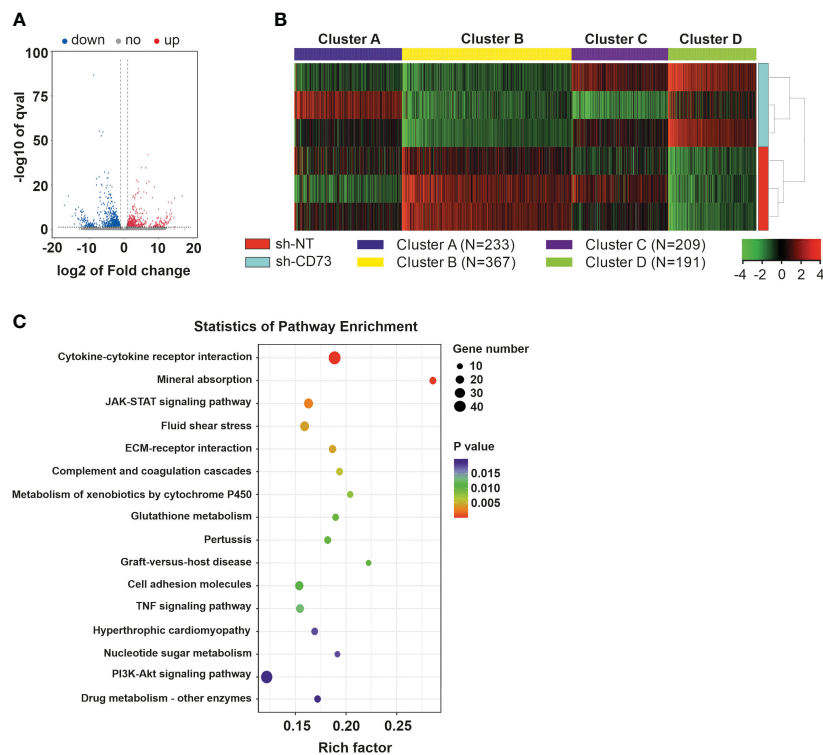 A
down no up
100
75
50
20
0
-log10 of qval
-20 -10 0 10 20
log2 of Fold change
B
Cluster A Cluster B Cluster C Cluster D
sh-NT Cluster A (N=233) Cluster C (N=209)
sh-CD73 Cluster B (N=367) Cluster D (N=191)
-4 -2 0 2 4
C
Statistics of Pathway Enrichment
Cytokine-cytokine receptor interaction
Mineral absorption
JAK-STAT signaling pathway
Fluid shear stress
ECM-receptor interaction
Complement and coagulation cascades
Metabolism of xenobiotics by cytochrome P450
Glutathione metabolism
Pertussis
Graft-versus-host disease
Cell adhesion molecules
TNF signaling pathway
Hyperthrophic cardiomyopathy
Nucleotide sugar metabolism
PI3K-Akt signaling pathway
Drug metabolism - other enzymes
0.15 0.20 0.25
Rich factor
Gene number
10
20
30
40
P value
0.015
0.010
0.005